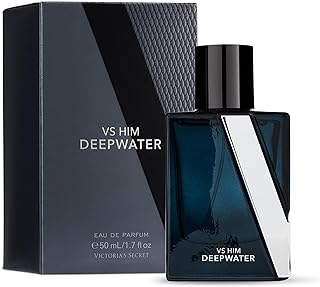 VS HIM
DEEPWATER
EAU DE PARFUM
℮ 50 mL/1.7 fl oz
VICTORIA'S SECRET
VS HIM
DEEPWATER